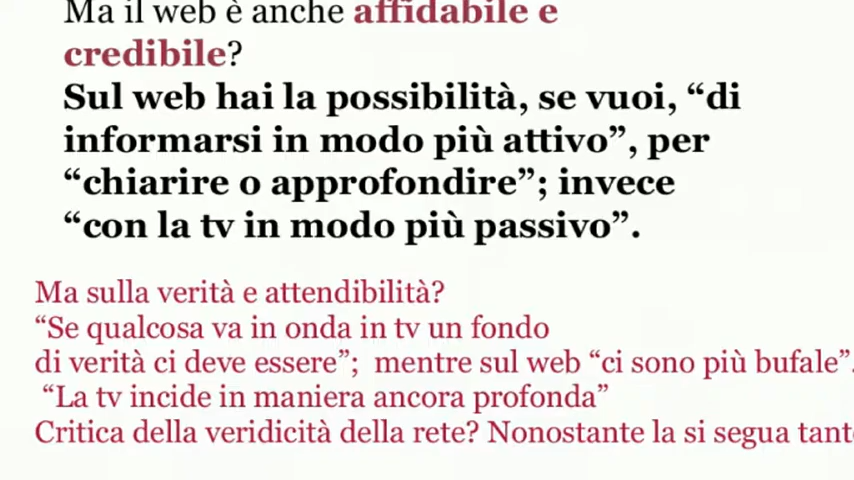 Ma il web è anche affidabile e
credibile?
Sul web hai la possibilità, se vuoi, “di
informarsi in modo più attivo”, per
“chiarire o approfondire”; invece
“con la tv in modo più passivo”.
Ma sulla verità e attendibilità?
“Se qualcosa va in onda in tv un fondo
di verità ci deve essere”;  mentre sul web “ci sono più bufale”.
“La tv incide in maniera ancora profonda”
Critica della veridicità della rete? Nonostante la si segua